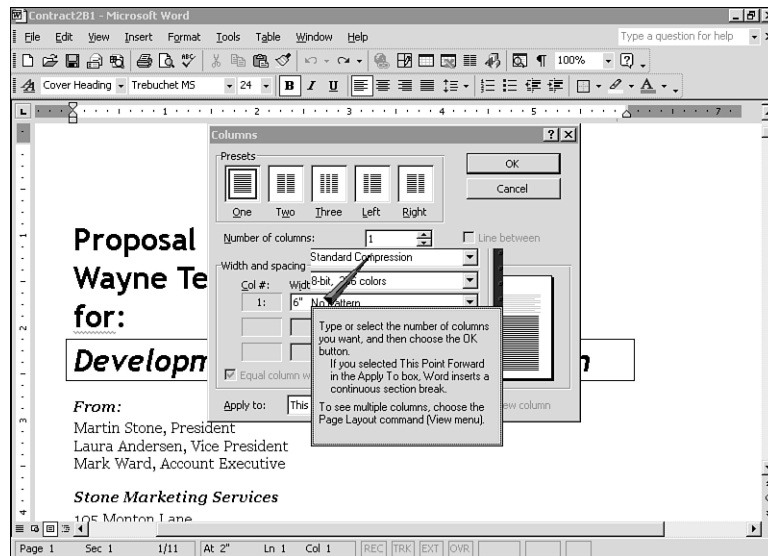 Contract2B1 - Microsoft Word
File Edit View Insert Format Tools Table Window Help
Type a question for help
100%
Cover Heading Trebuchet MS 24 B I U
1 2 3 4 5 7
Columns
Presets
One Two Three Left Right
OK
Cancel
Number of columns: 1
Line between
Width and spacing
Col #: Widt
1: 6"
Standard Compression
8-bit, 256 colors
No Pattern
Equal column w
Apply to: This
ew column
Type or select the number of columns
you want, and then choose the OK
button.
If you selected This Point Forward
in the Apply To box, Word inserts a
continuous section break.
To see multiple columns, choose the
Page Layout command (View menu).
Proposal
Wayne Te
for:
Developm
n
From:
Martin Stone, President
Laura Andersen, Vice President
Mark Ward, Account Executive
Stone Marketing Services
105 Monton Lane
Page 1 Sec 1 1/11 At 2" Ln 1 Col 1 REC TRK EXT OVR